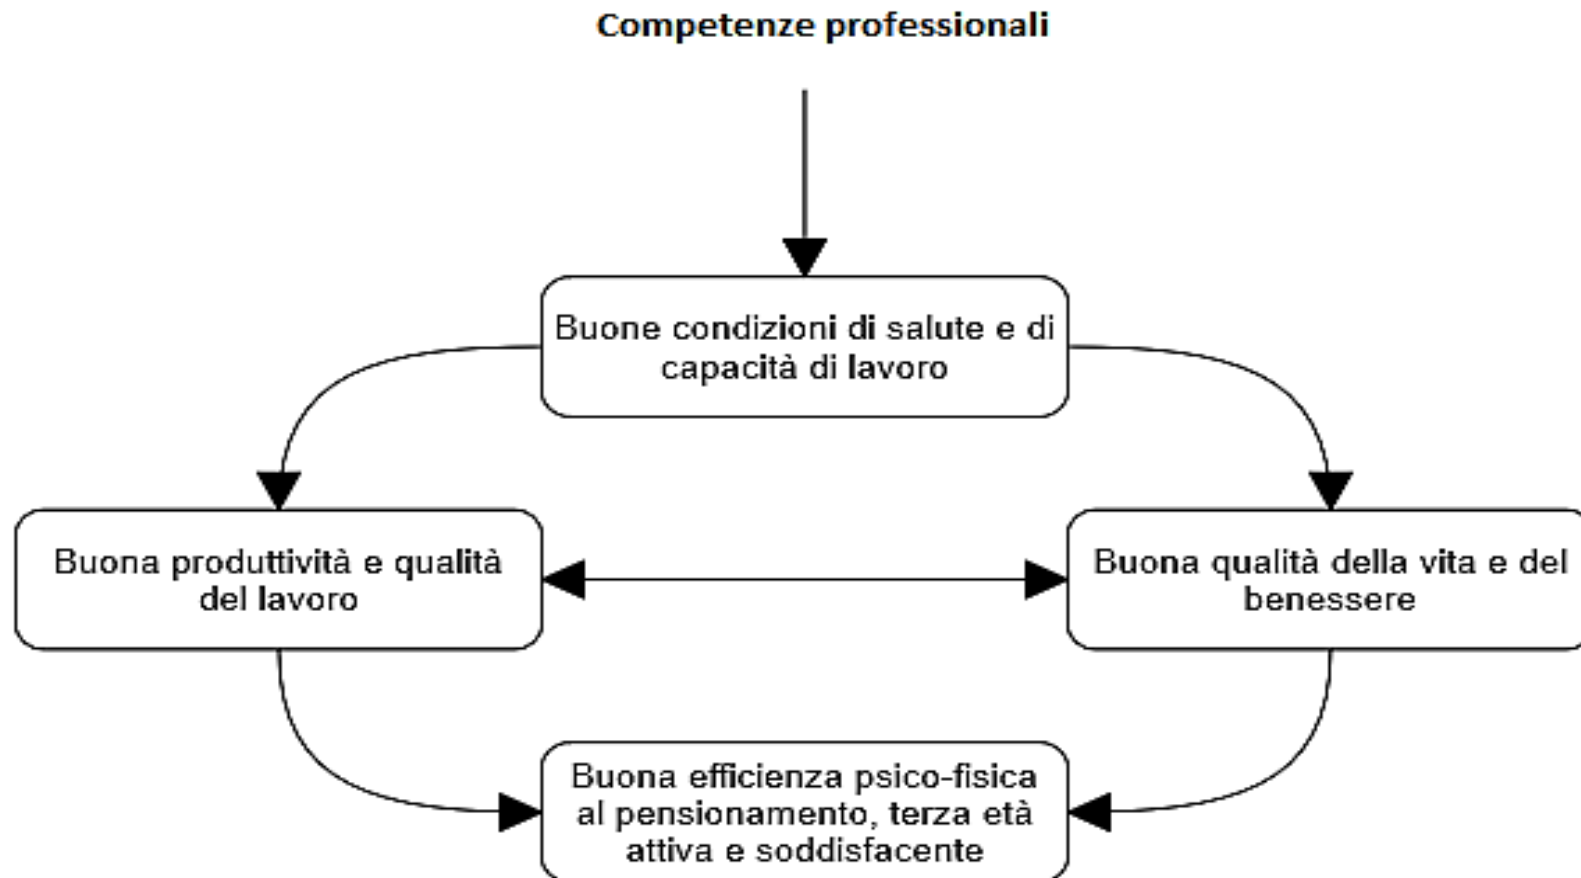 Competenze professionali
Buone condizioni di salute e di
capacità di lavoro
Buona produttività e qualità
del lavoro
Buona qualità della vita e del
benessere
Buona efficienza psico-fisica
al pensionamento, terza età
attiva e soddisfacente